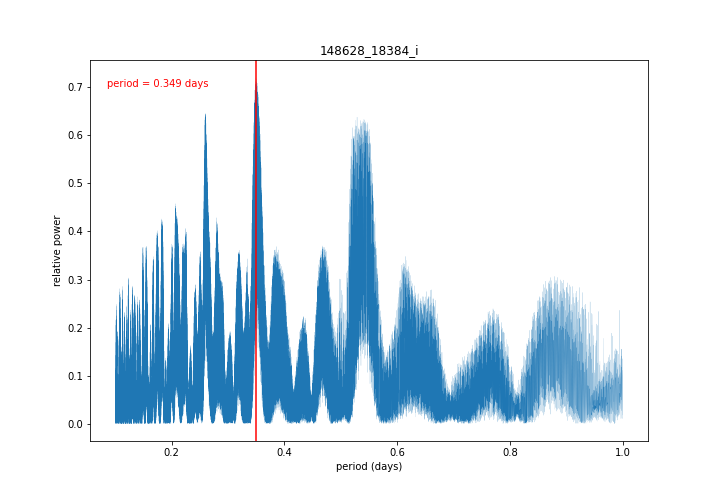 148628_18384_i
period = 0.349 days
relative power
0.7
0.6
0.5
0.4
0.3
0.2
0.1
0.0
0.2 0.4 0.6 0.8 1.0
period (days)